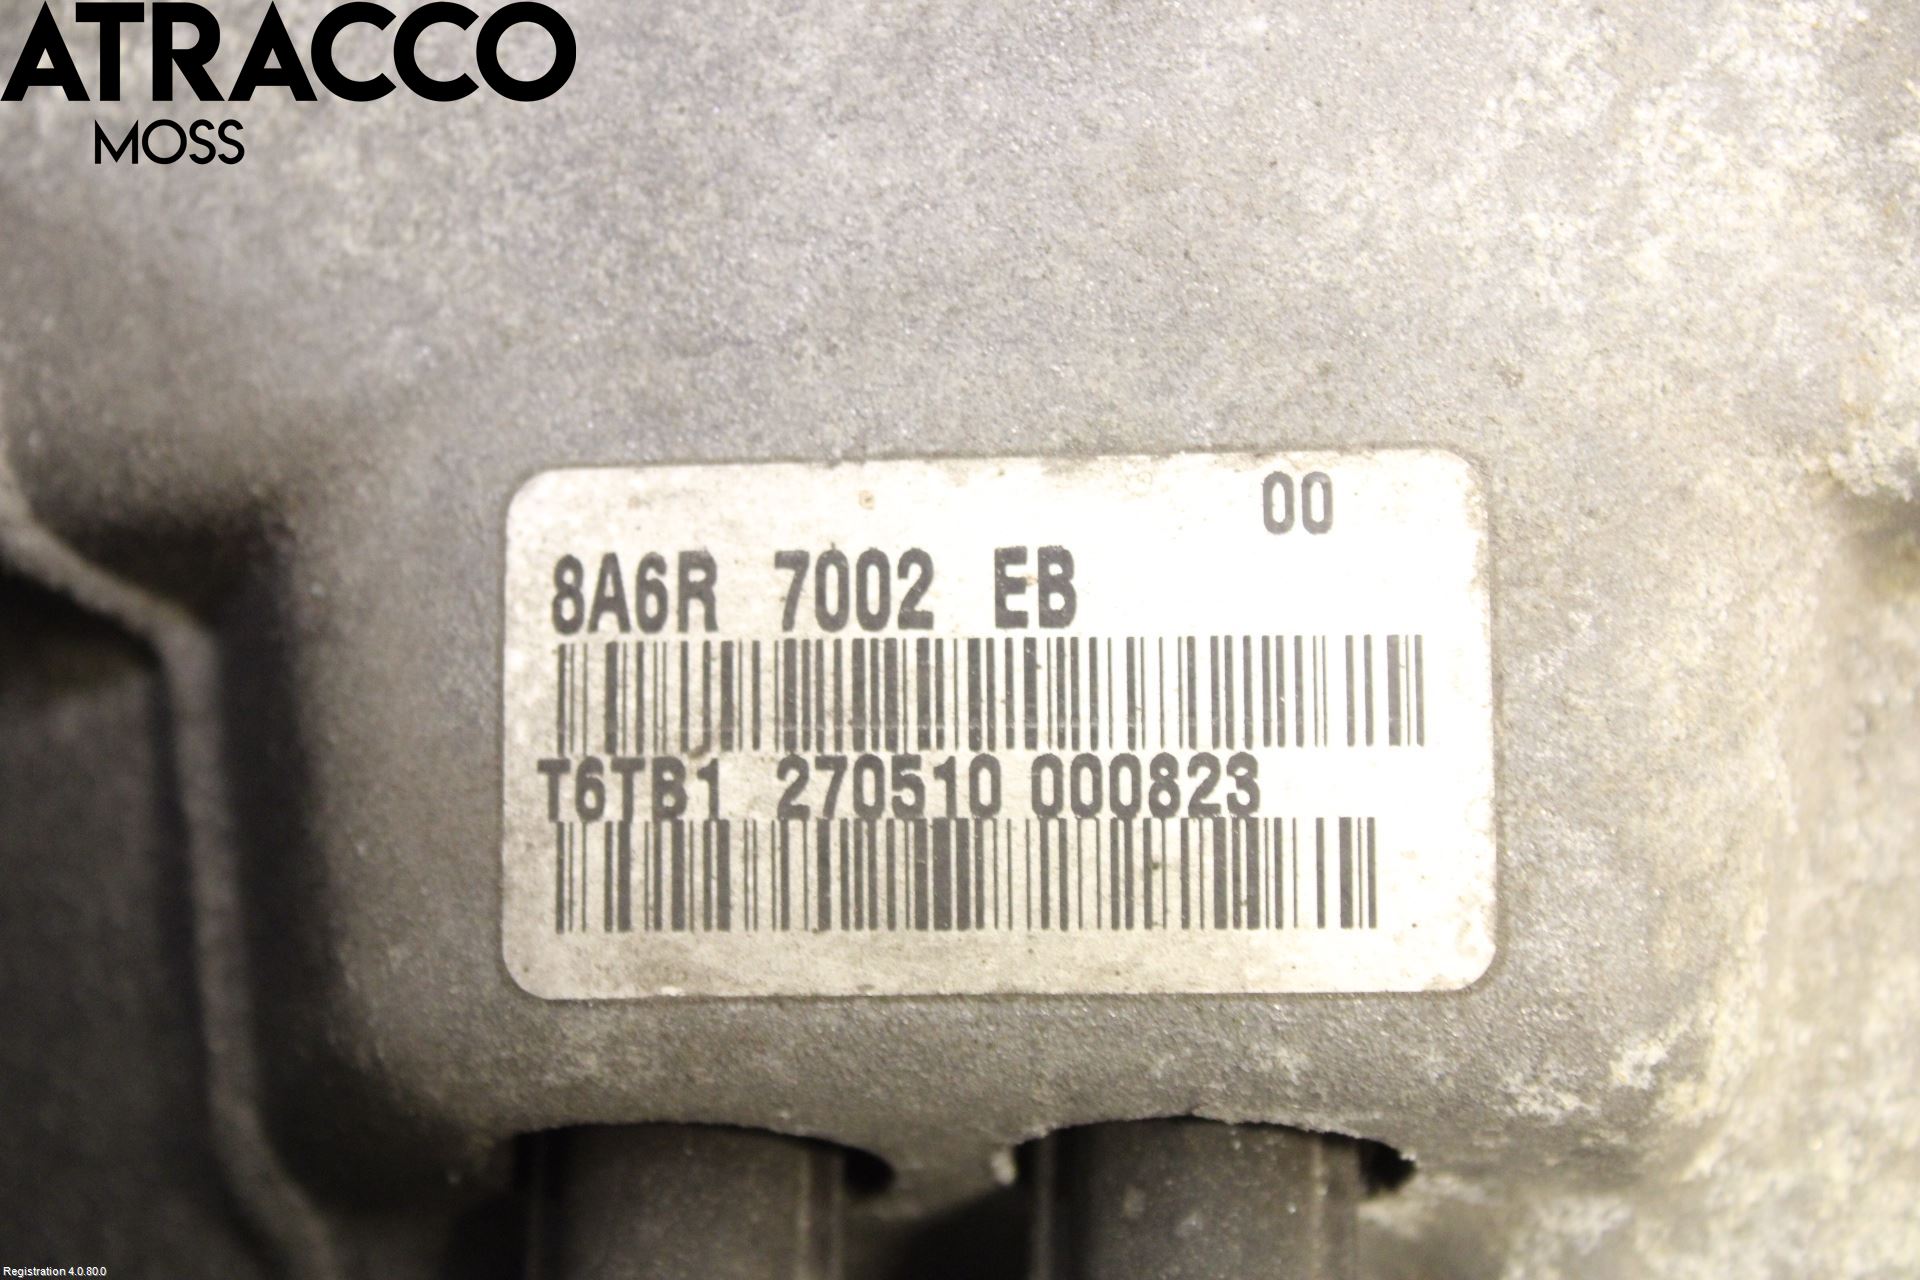 ATRACCO
MOSS
00
8A6R 7002 EB
T6TB1 270510 000823
Registration 4.0.80.0